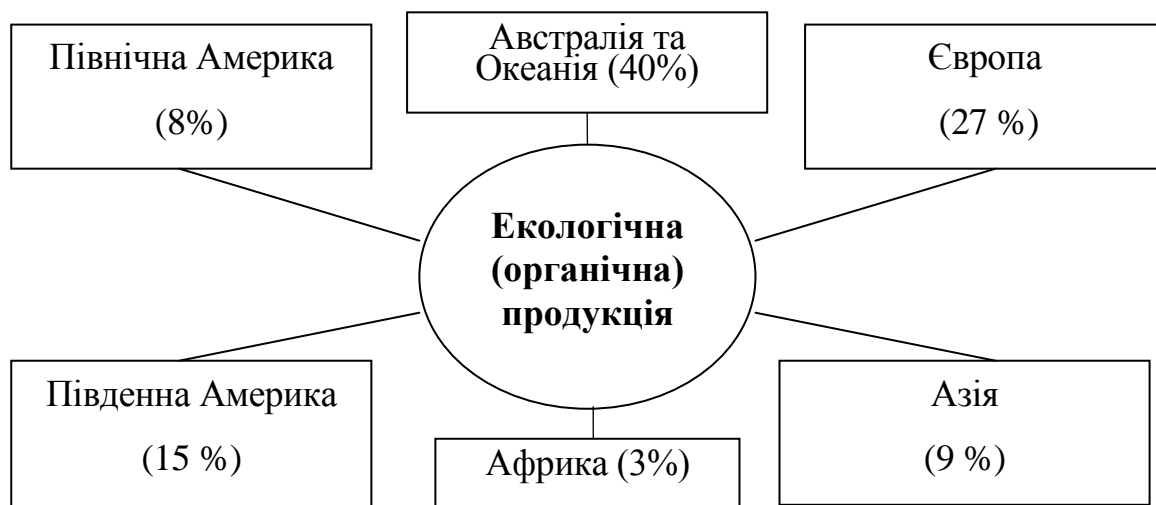 Північна Америка
(8%)
Австралія та
Океанія (40%)
Європа
(27 %)
Екологічна
(органічна)
продукція
Південна Америка
(15 %)
Африка (3%)
Азія
(9 %)